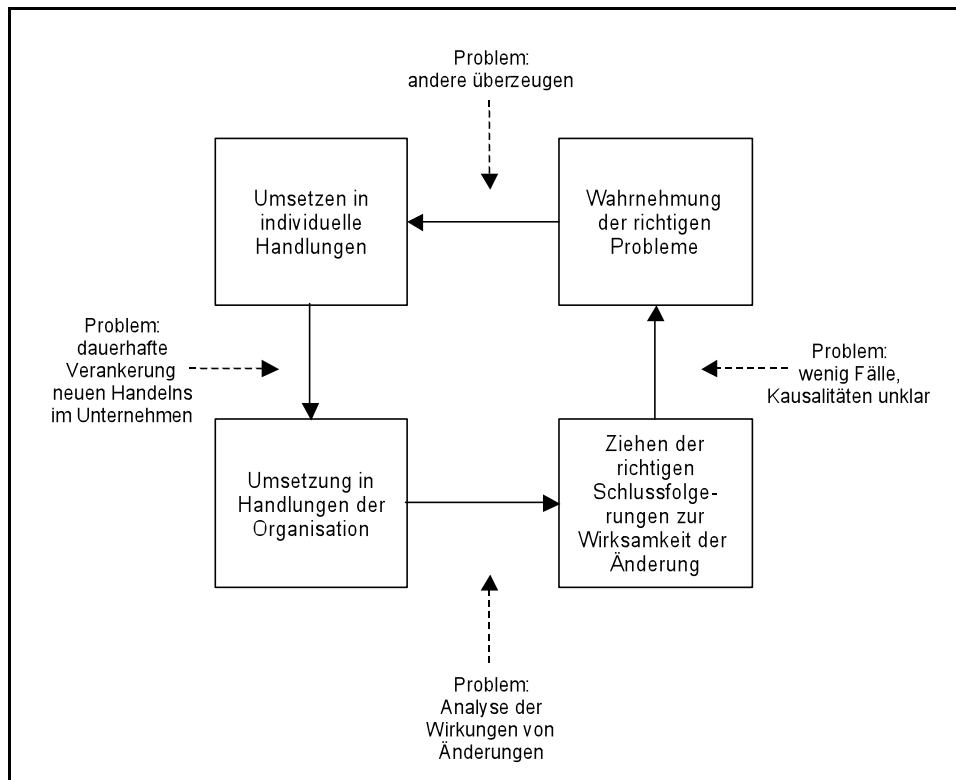 Problem:
andere überzeugen
Umsetzen in
individuelle
Handlungen
Wahrnehmung
der richtigen
Probleme
Problem:
dauerhafte
Verankerung
neuen Handelns
im Unternehmen
Problem:
wenig Fälle,
Kausalitäten unklar
Umsetzung in
Handlungen der
Organisation
Ziehen der
richtigen
Schlussfolge-
rungen zur
Wirksamkeit der
Änderung
Problem:
Analyse der
Wirkungen von
Änderungen